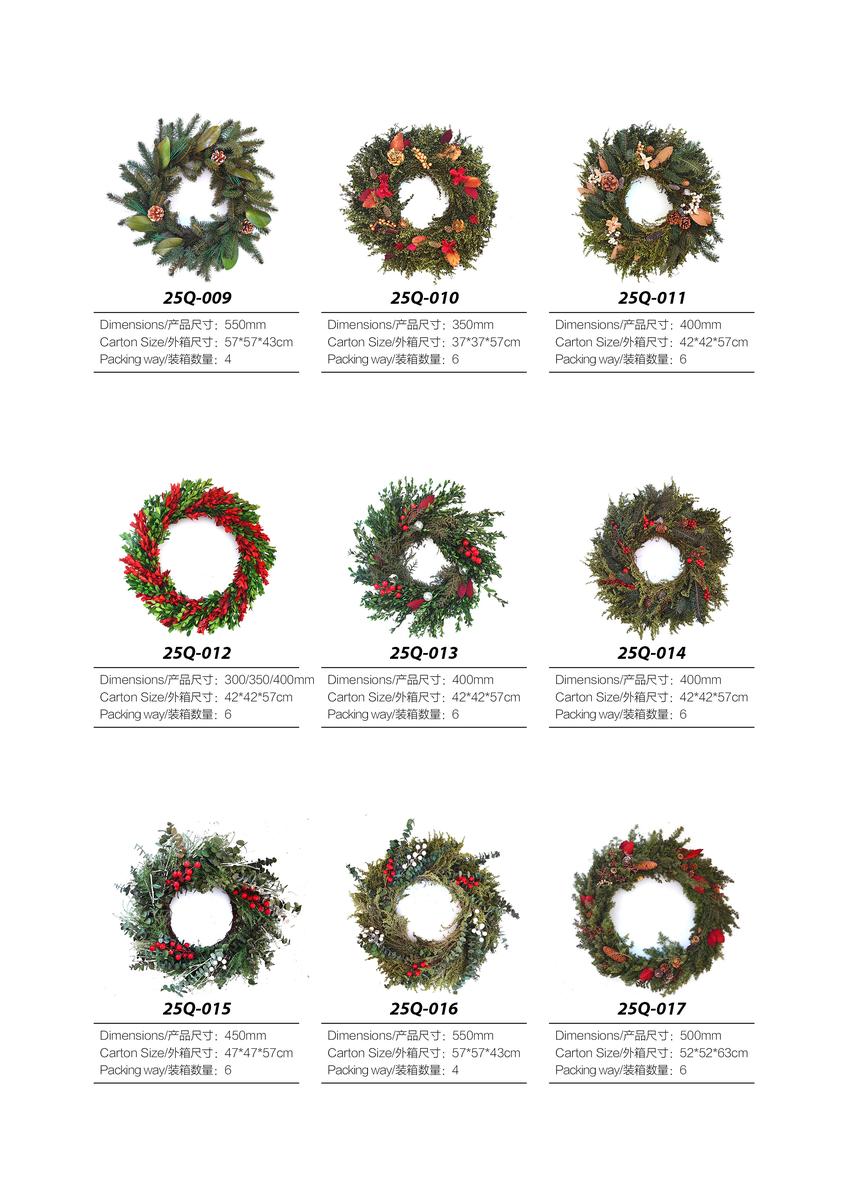 25Q-009
Dimensions/产品尺寸：550mm
Carton Size/外箱尺寸：57*57*43cm
Packing way/装箱数量：4
25Q-010
Dimensions/产品尺寸：350mm
Carton Size/外箱尺寸：37*37*57cm
Packing way/装箱数量：6
25Q-011
Dimensions/产品尺寸：400mm
Carton Size/外箱尺寸：42*42*57cm
Packing way/装箱数量：6
25Q-012
Dimensions/产品尺寸：300/350/400mm
Carton Size/外箱尺寸：42*42*57cm
Packing way/装箱数量：6
25Q-013
Dimensions/产品尺寸：400mm
Carton Size/外箱尺寸：42*42*57cm
Packing way/装箱数量：6
25Q-014
Dimensions/产品尺寸：400mm
Carton Size/外箱尺寸：42*42*57cm
Packing way/装箱数量：6
25Q-015
Dimensions/产品尺寸：450mm
Carton Size/外箱尺寸：47*47*57cm
Packing way/装箱数量：6
25Q-016
Dimensions/产品尺寸：550mm
Carton Size/外箱尺寸：57*57*43cm
Packing way/装箱数量：4
25Q-017
Dimensions/产品尺寸：500mm
Carton Size/外箱尺寸：52*52*63cm
Packing way/装箱数量：6